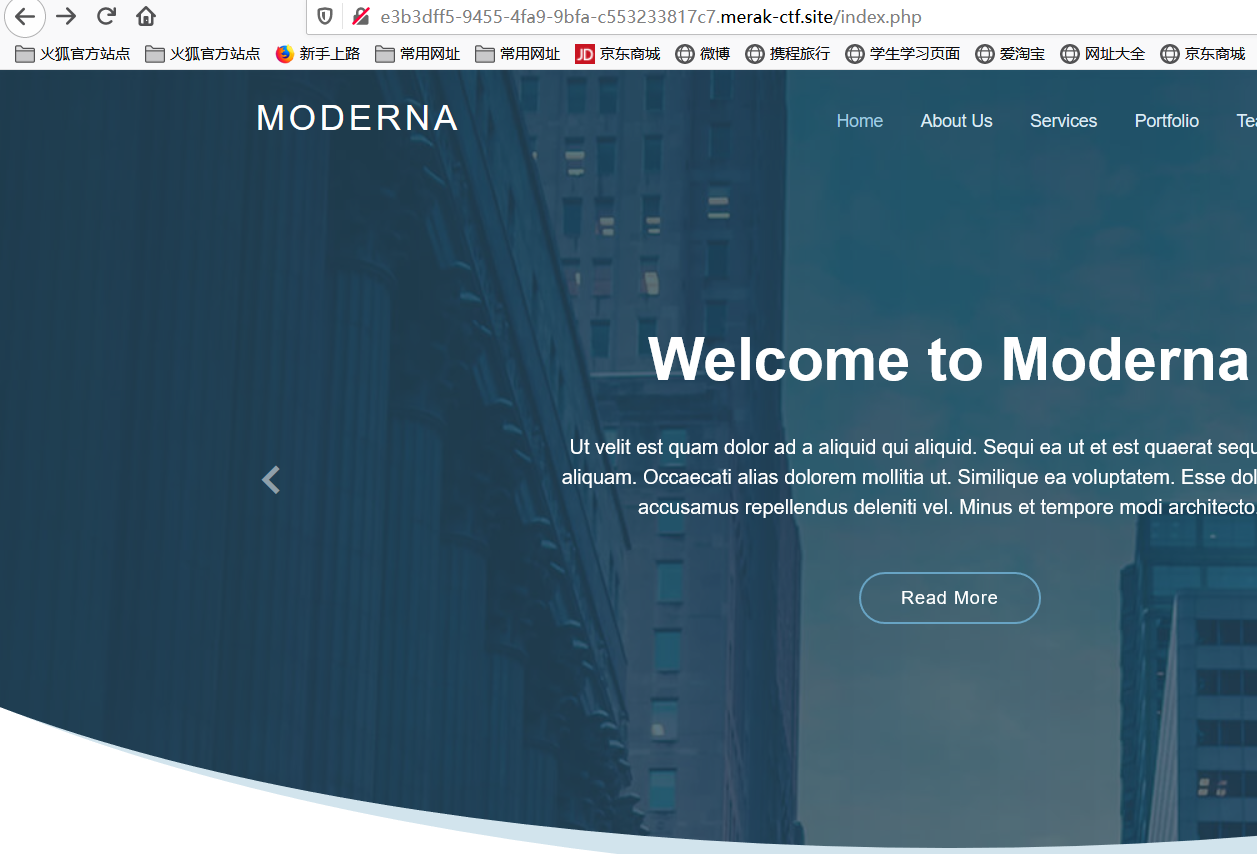 e3b3dff5-9455-4fa9-9bfa-c553233817c7.merak-ctf.site/index.php
火狐官方站点 火狐官方站点 新手上路 常用网址 常用网址 JD 京东商城 微博 携程旅行 学生学习页面 爱淘宝 网址大全 京东商城
MODERNA
Home About Us Services Portfolio Tea
Welcome to Moderna
Ut velit est quam dolor ad a aliquid qui aliquid. Sequi ea ut et est quaerat sequ
aliquam. Occaecati alias dolorem mollitia ut. Similique ea voluptatem. Esse dol
accusamus repellendus deleniti vel. Minus et tempore modi architecto.
Read More